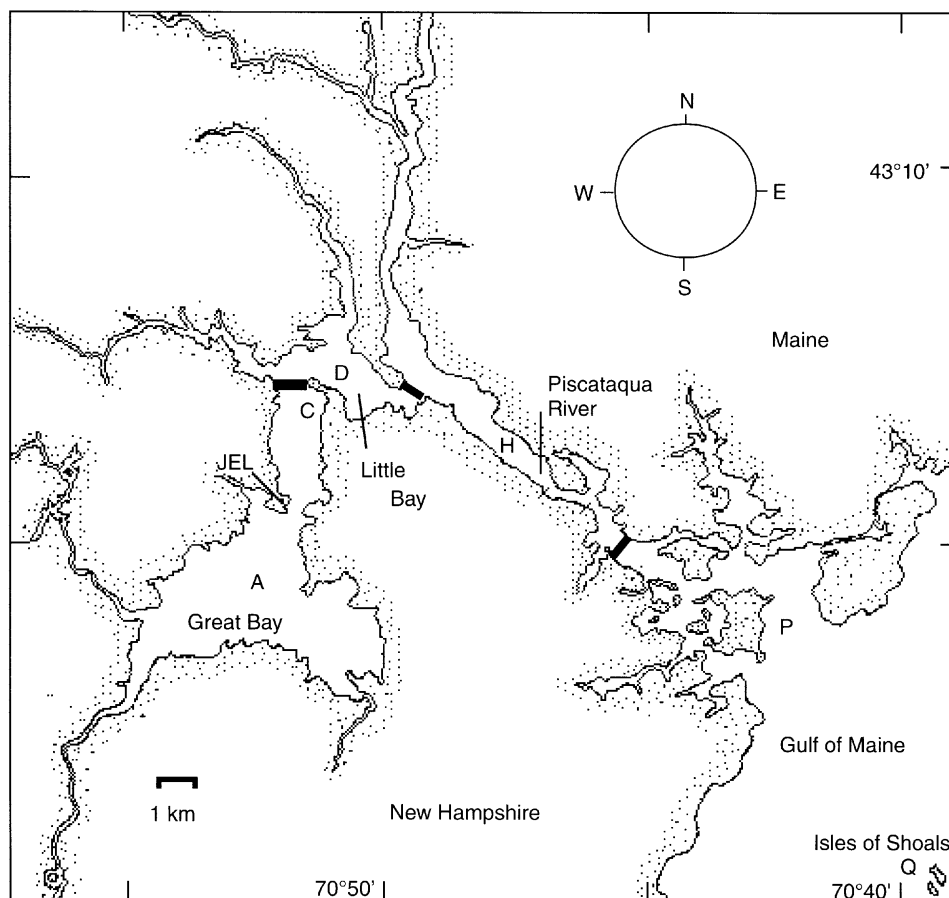 N
43°10'
W
E
S
Maine
D
Piscataqua
River
C
H
JEL
Little
Bay
A
Great Bay
P
Gulf of Maine
1 km
New Hampshire
Isles of Shoals
Q
70°50'
70°40'